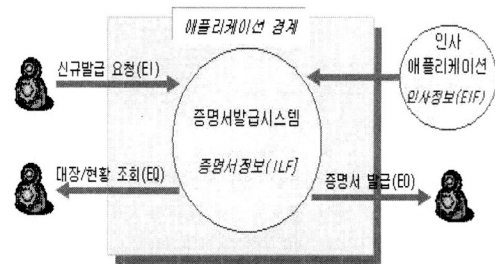 애플리케이션 경계
인사
애플리케이션
인사정보(EIF)
신규발급 요청(EI)
증명서발급시스템
증명서정보(ILF]
대장/현황 조회(EQ)
증명서 발급(EO)